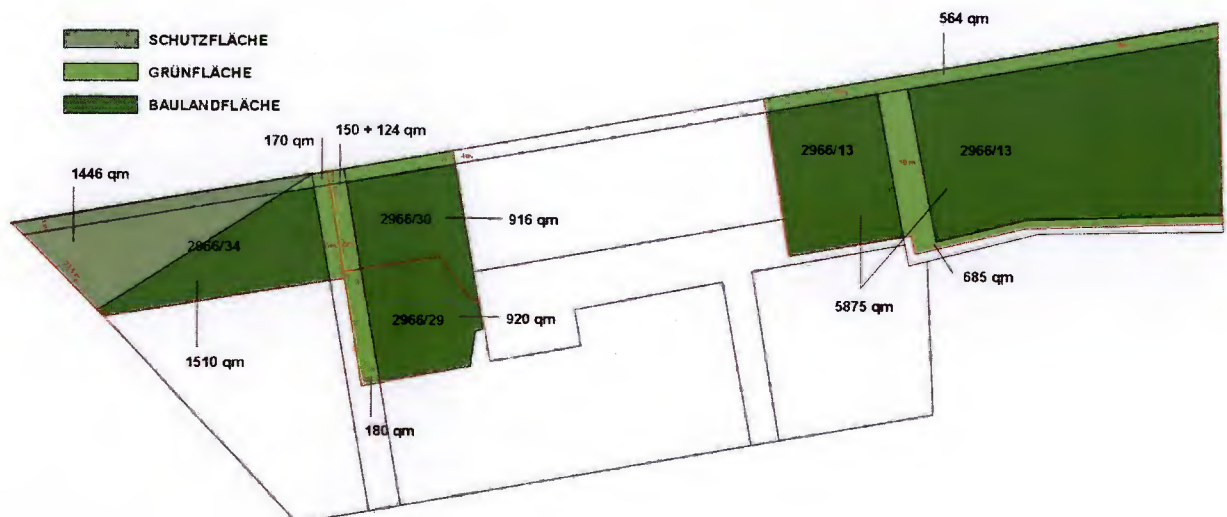 564 qm
SCHUTZFLÄCHE
GRÜNFLÄCHE
BAULANDFLÄCHE
170 qm
150 + 124 qm
2966/13
2966/13
1446 qm
2966/30
916 qm
2966/34
685 qm
5875 qm
2966/29
920 qm
1510 qm
180 qm